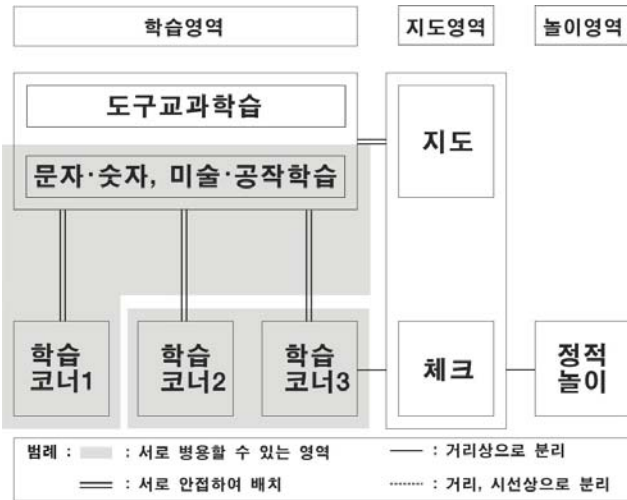 학습영역
지도영역
놀이영역
도구교과학습
지도
문자·숫자, 미술·공작학습
학습
코너1
학습
코너2
학습
코너3
체크
정적
놀이
범례 :
: 서로 병용할 수 있는 영역
: 거리상으로 분리
: 서로 안접하여 배치
: 거리, 시선상으로 분리